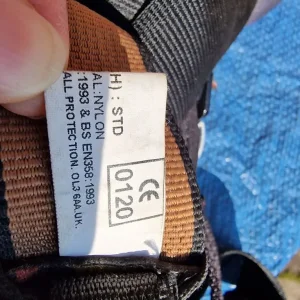 H) : STD
AL:NYLON
:1993 & BS EN358:1993
ALL PROTECTION. OL3 6AA.UK.
CE
0120